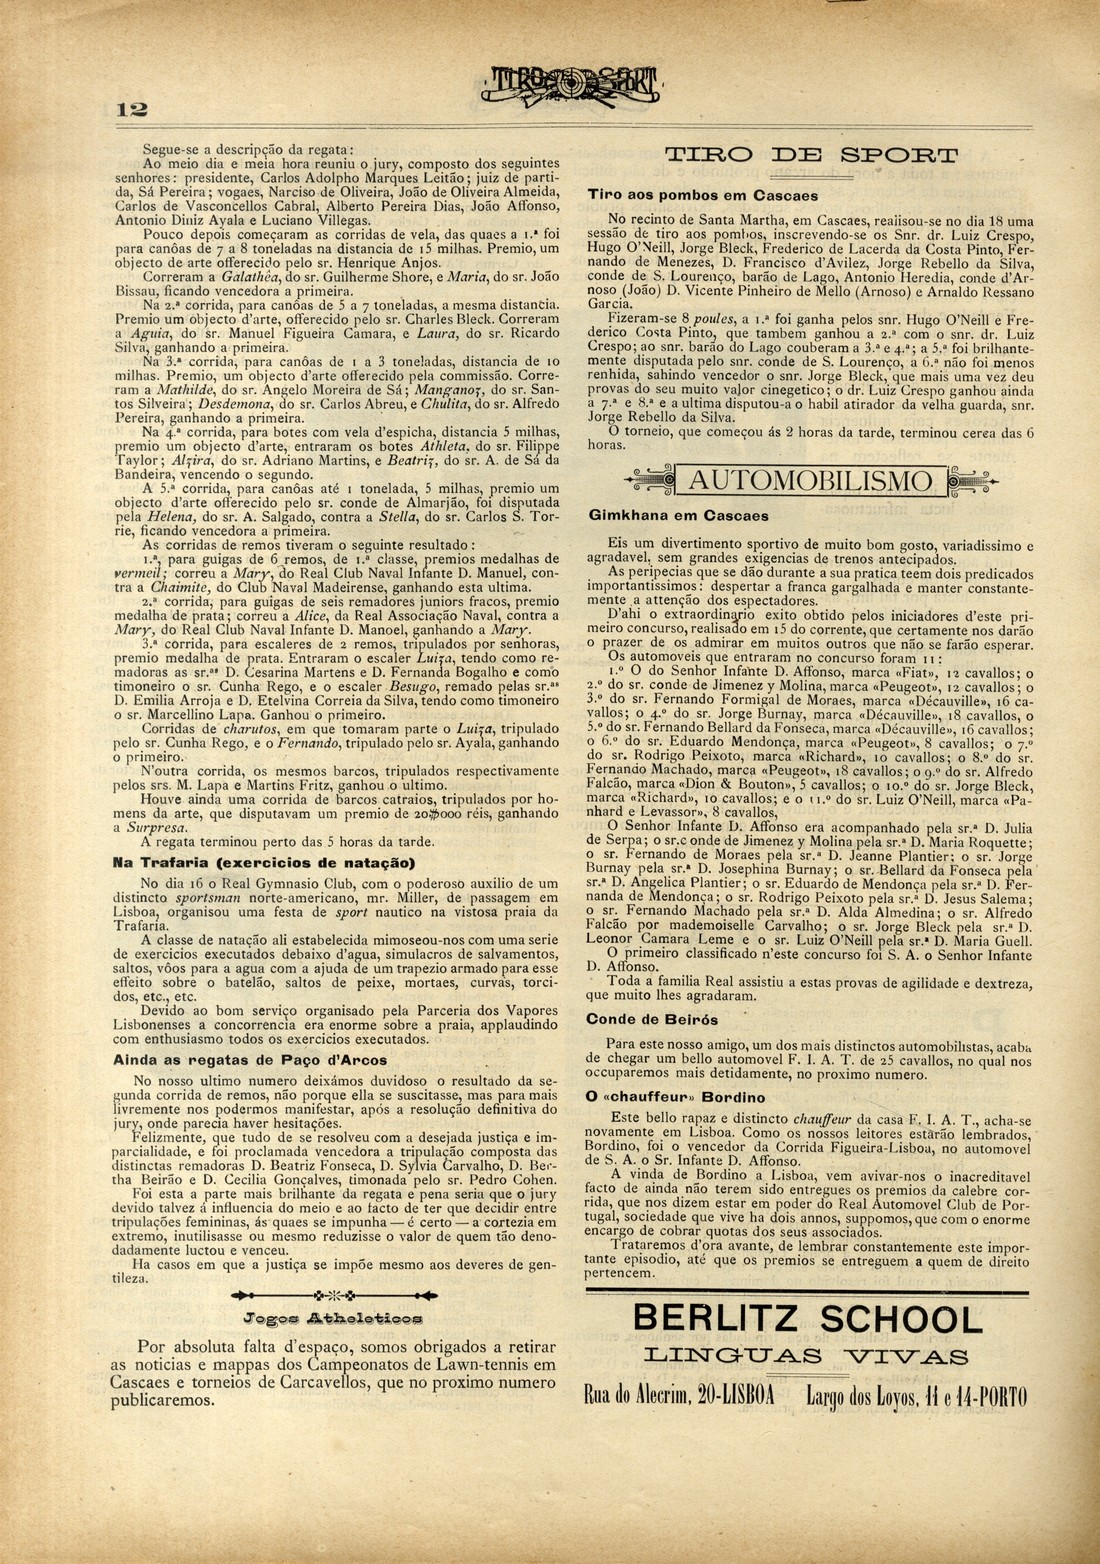 TIRO SPORT
12
Segue-se a descripção da regata:
Ao meio dia e meia hora reuniu o jury, composto dos seguintes
senhores: presidente, Carlos Adolpho Marques Leitão; juiz de parti-
da, Sá Pereira; vogaes, Narciso de Oliveira, João de Oliveira Almeida,
Carlos de Vasconcellos Cabral, Alberto Pereira Dias, João Affonso,
Antonio Diniz Ayala e Luciano Villegas.
Pouco depois começaram as corridas de vela, das quaes a 1.ª foi
para canôas de 7 a 8 toneladas na distancia de 15 milhas. Premio, um
objecto de arte offerecido pelo sr. Henrique Anjos.
Correram a Galathêa, do sr. Guilherme Shore, e Maria, do sr. João
Bissau, ficando vencedora a primeira.
Na 2.ª corrida, para canôas de 5 a 7 toneladas, a mesma distancia.
Premio um objecto d'arte, offerecido pelo sr. Charles Bleck. Correram
a Aguia, do sr. Manuel Figueira Camara, e Laura, do sr. Ricardo
Silva, ganhando a primeira.
Na 3.ª corrida, para canôas de 1 a 3 toneladas, distancia de 10
milhas. Premio, um objecto d'arte offerecido pela commissão. Corre-
ram a Mathilde, do sr. Angelo Moreira de Sá; Manganoz, do sr. San-
tos Silveira; Desdemona, do sr. Carlos Abreu, e Chulita, do sr. Alfredo
Pereira, ganhando a primeira.
Na 4.ª corrida, para botes com vela d'espicha, distancia 5 milhas,
premio um objecto d'arte, entraram os botes Athleta, do sr. Filippe
Taylor; Alzira, do sr. Adriano Martins, e Beatriz, do sr. A. de Sá da
Bandeira, vencendo o segundo.
A 5.ª corrida, para canôas até 1 tonelada, 5 milhas, premio um
objecto d'arte offerecido pelo sr. conde de Almarjão, foi disputada
pela Helena, do sr. A. Salgado, contra a Stella, do sr. Carlos S. Tor-
rie, ficando vencedora a primeira.
As corridas de remos tiveram o seguinte resultado:
1.ª, para guigas de 6 remos, de 1.ª classe, premios medalhas de
vermeil; correu a Mary, do Real Club Naval Infante D. Manuel, con-
tra a Chaimite, do Club Naval Madeirense, ganhando esta ultima.
2.ª corrida, para guigas de seis remadores juniors fracos, premio
medalha de prata; correu a Alice, da Real Associação Naval, contra a
Mary, do Real Club Naval Infante D. Manoel, ganhando a Mary.
3.ª corrida, para escaleres de 2 remos, tripulados por senhoras,
premio medalha de prata. Entraram o escaler Luiza, tendo como re-
madoras as sr.ªˢ D. Cesarina Martens e D. Fernanda Bogalho e como
timoneiro o sr. Cunha Rego, e o escaler Besugo, remado pelas sr.ªˢ
D. Emilia Arroja e D. Etelvina Correia da Silva, tendo como timoneiro
o sr. Marcellino Lapa. Ganhou o primeiro.
Corridas de charutos, em que tomaram parte o Luiza, tripulado
pelo sr. Cunha Rego, e o Fernando, tripulado pelo sr. Ayala, ganhando
o primeiro.
N'outra corrida, os mesmos barcos, tripulados respectivamente
pelos srs. M. Lapa e Martins Fritz, ganhou o ultimo.
Houve ainda uma corrida de barcos catraios, tripulados por ho-
mens da arte, que disputavam um premio de 20$000 réis, ganhando
a Surpresa.
A regata terminou perto das 5 horas da tarde.
Na Trafaria (exercicios de natação)
No dia 16 o Real Gymnasio Club, com o poderoso auxilio de um
distincto sportsman norte-americano, mr. Miller, de passagem em
Lisboa, organisou uma festa de sport nautico na vistosa praia da
Trafaria.
A classe de natação ali estabelecida mimoseou-nos com uma serie
de exercicios executados debaixo d'agua, simulacros de salvamentos,
saltos, vôos para a agua com a ajuda de um trapezio armado para esse
effeito sobre o batelão, saltos de peixe, mortaes, curvas, torci-
dos, etc., etc.
Devido ao bom serviço organisado pela Parceria dos Vapores
Lisbonenses a concorrencia era enorme sobre a praia, applaudindo
com enthusiasmo todos os exercicios executados.
Ainda as regatas de Paço d'Arcos
No nosso ultimo numero deixámos duvidoso o resultado da se-
gunda corrida de remos, não porque ella se suscitasse, mas para mais
livremente nos podermos manifestar, após a resolução definitiva do
jury, onde parecia haver hesitações.
Felizmente, que tudo de se resolveu com a desejada justiça e im-
parcialidade, e foi proclamada vencedora a tripulação composta das
distinctas remadoras D. Beatriz Fonseca, D. Sylvia Carvalho, D. Ber-
tha Beirão e D. Cecilia Gonçalves, timonada pelo sr. Pedro Cohen.
Foi esta a parte mais brilhante da regata e pena seria que o jury
devido talvez á influencia do meio e ao facto de ter que decidir entre
tripulações femininas, ás quaes se impunha — é certo — a cortezia em
extremo, inutilisasse ou mesmo reduzisse o valor de quem tão deno-
dadamente luctou e venceu.
Ha casos em que a justiça se impõe mesmo aos deveres de gen-
tileza.
Jogos Atheleticos
Por absoluta falta d'espaço, somos obrigados a retirar
as noticias e mappas dos Campeonatos de Lawn-tennis em
Cascaes e torneios de Carcavellos, que no proximo numero
publicaremos.
TIRO DE SPORT
Tiro aos pombos em Cascaes
No recinto de Santa Martha, em Cascaes, realisou-se no dia 18 uma
sessão de tiro aos pombos, inscrevendo-se os Snr. dr. Luiz Crespo,
Hugo O'Neill, Jorge Bleck, Frederico de Lacerda da Costa Pinto, Fer-
nando de Menezes, D. Francisco d'Avilez, Jorge Rebello da Silva,
conde de S. Lourenço, barão de Lago, Antonio Heredia, conde d'Ar-
noso (João) D. Vicente Pinheiro de Mello (Arnoso) e Arnaldo Ressano
Garcia.
Fizeram-se 8 poules, a 1.ª foi ganha pelos snr. Hugo O'Neill e Fre-
derico Costa Pinto, que tambem ganhou a 2.ª com o snr. dr. Luiz
Crespo; ao snr. barão do Lago couberam a 3.ª e 4.ª; a 5.ª foi brilhante-
mente disputada pelo snr. conde de S. Lourenço, a 6.ª não foi menos
renhida, sahindo vencedor o snr. Jorge Bleck, que mais uma vez deu
provas do seu muito valor cinegetico; o dr. Luiz Crespo ganhou ainda
a 7.ª e 8.ª e a ultima disputou-a o habil atirador da velha guarda, snr.
Jorge Rebello da Silva.
O torneio, que começou ás 2 horas da tarde, terminou cerca das 6
horas.
AUTOMOBILISMO
Gimkhana em Cascaes
Eis um divertimento sportivo de muito bom gosto, variadissimo e
agradavel, sem grandes exigencias de trenos antecipados.
As peripecias que se dão durante a sua pratica teem dois predicados
importantissimos: despertar a franca gargalhada e manter constante-
mente a attenção dos espectadores.
D'ahi o extraordinario exito obtido pelos iniciadores d'este pri-
meiro concurso, realisado em 15 do corrente, que certamente nos darão
o prazer de os admirar em muitos outros que não se farão esperar.
Os automoveis que entraram no concurso foram 11:
1.º O do Senhor Infante D. Affonso, marca «Fiat», 12 cavallos; o
2.º do sr. conde de Jimenez y Molina, marca «Peugeot», 12 cavallos; o
3.º do sr. Fernando Formigal de Moraes, marca «Décauville», 16 ca-
vallos; o 4.º do sr. Jorge Burnay, marca «Décauville», 18 cavallos, o
5.º do sr. Fernando Bellard da Fonseca, marca «Décauville», 16 cavallos;
o 6.º do sr. Eduardo Mendonça, marca «Peugeot», 8 cavallos; o 7.º
do sr. Rodrigo Peixoto, marca «Richard», 10 cavallos; o 8.º do sr.
Fernando Machado, marca «Peugeot», 18 cavallos; o 9.º do sr. Alfredo
Falcão, marca «Dion & Bouton», 5 cavallos; o 10.º do sr. Jorge Bleck,
marca «Richard», 10 cavallos; e o 11.º do sr. Luiz O'Neill, marca «Pa-
nhard e Levassor», 8 cavallos,
O Senhor Infante D. Affonso era acompanhado pela sr.ª D. Julia
de Serpa; o sr.c onde de Jimenez y Molina pela sr.ª D. Maria Roquette;
o sr. Fernando de Moraes pela sr.ª D. Jeanne Plantier; o sr. Jorge
Burnay pela sr.ª D. Josephina Burnay; o sr. Bellard da Fonseca pela
sr.ª D. Angelica Plantier; o sr. Eduardo de Mendonça pela sr.ª D. Fer-
nanda de Mendonça; o sr. Rodrigo Peixoto pela sr.ª D. Jesus Salema;
o sr. Fernando Machado pela sr.ª D. Alda Almedina; o sr. Alfredo
Falcão por mademoiselle Carvalho; o sr. Jorge Bleck pela sr.ª D.
Leonor Camara Leme e o sr. Luiz O'Neill pela sr.ª D. Maria Guell.
O primeiro classificado n'este concurso foi S. A. o Senhor Infante
D. Affonso.
Toda a familia Real assistiu a estas provas de agilidade e dextreza,
que muito lhes agradaram.
Conde de Beirós
Para este nosso amigo, um dos mais distinctos automobilistas, acaba
de chegar um bello automovel F. I. A. T. de 25 cavallos, no qual nos
occuparemos mais detidamente, no proximo numero.
O «chauffeur» Bordino
Este bello rapaz e distincto chauffeur da casa F. I. A. T., acha-se
novamente em Lisboa. Como os nossos leitores estarão lembrados,
Bordino, foi o vencedor da Corrida Figueira-Lisboa, no automovel
de S. A. o Sr. Infante D. Affonso.
A vinda de Bordino a Lisboa, vem avivar-nos o inacreditavel
facto de ainda não terem sido entregues os premios da calebre cor-
rida, que nos dizem estar em poder do Real Automovel Club de Por-
tugal, sociedade que vive ha dois annos, suppomos, que com o enorme
encargo de cobrar quotas dos seus associados.
Trataremos d'ora avante, de lembrar constantemente este impor-
tante episodio, até que os premios se entreguem a quem de direito
pertencem.
BERLITZ SCHOOL
LINGUAS VIVAS
Rua do Alecrim, 20-LISBOA Largo dos Loyos, 11 e 14-PORTO